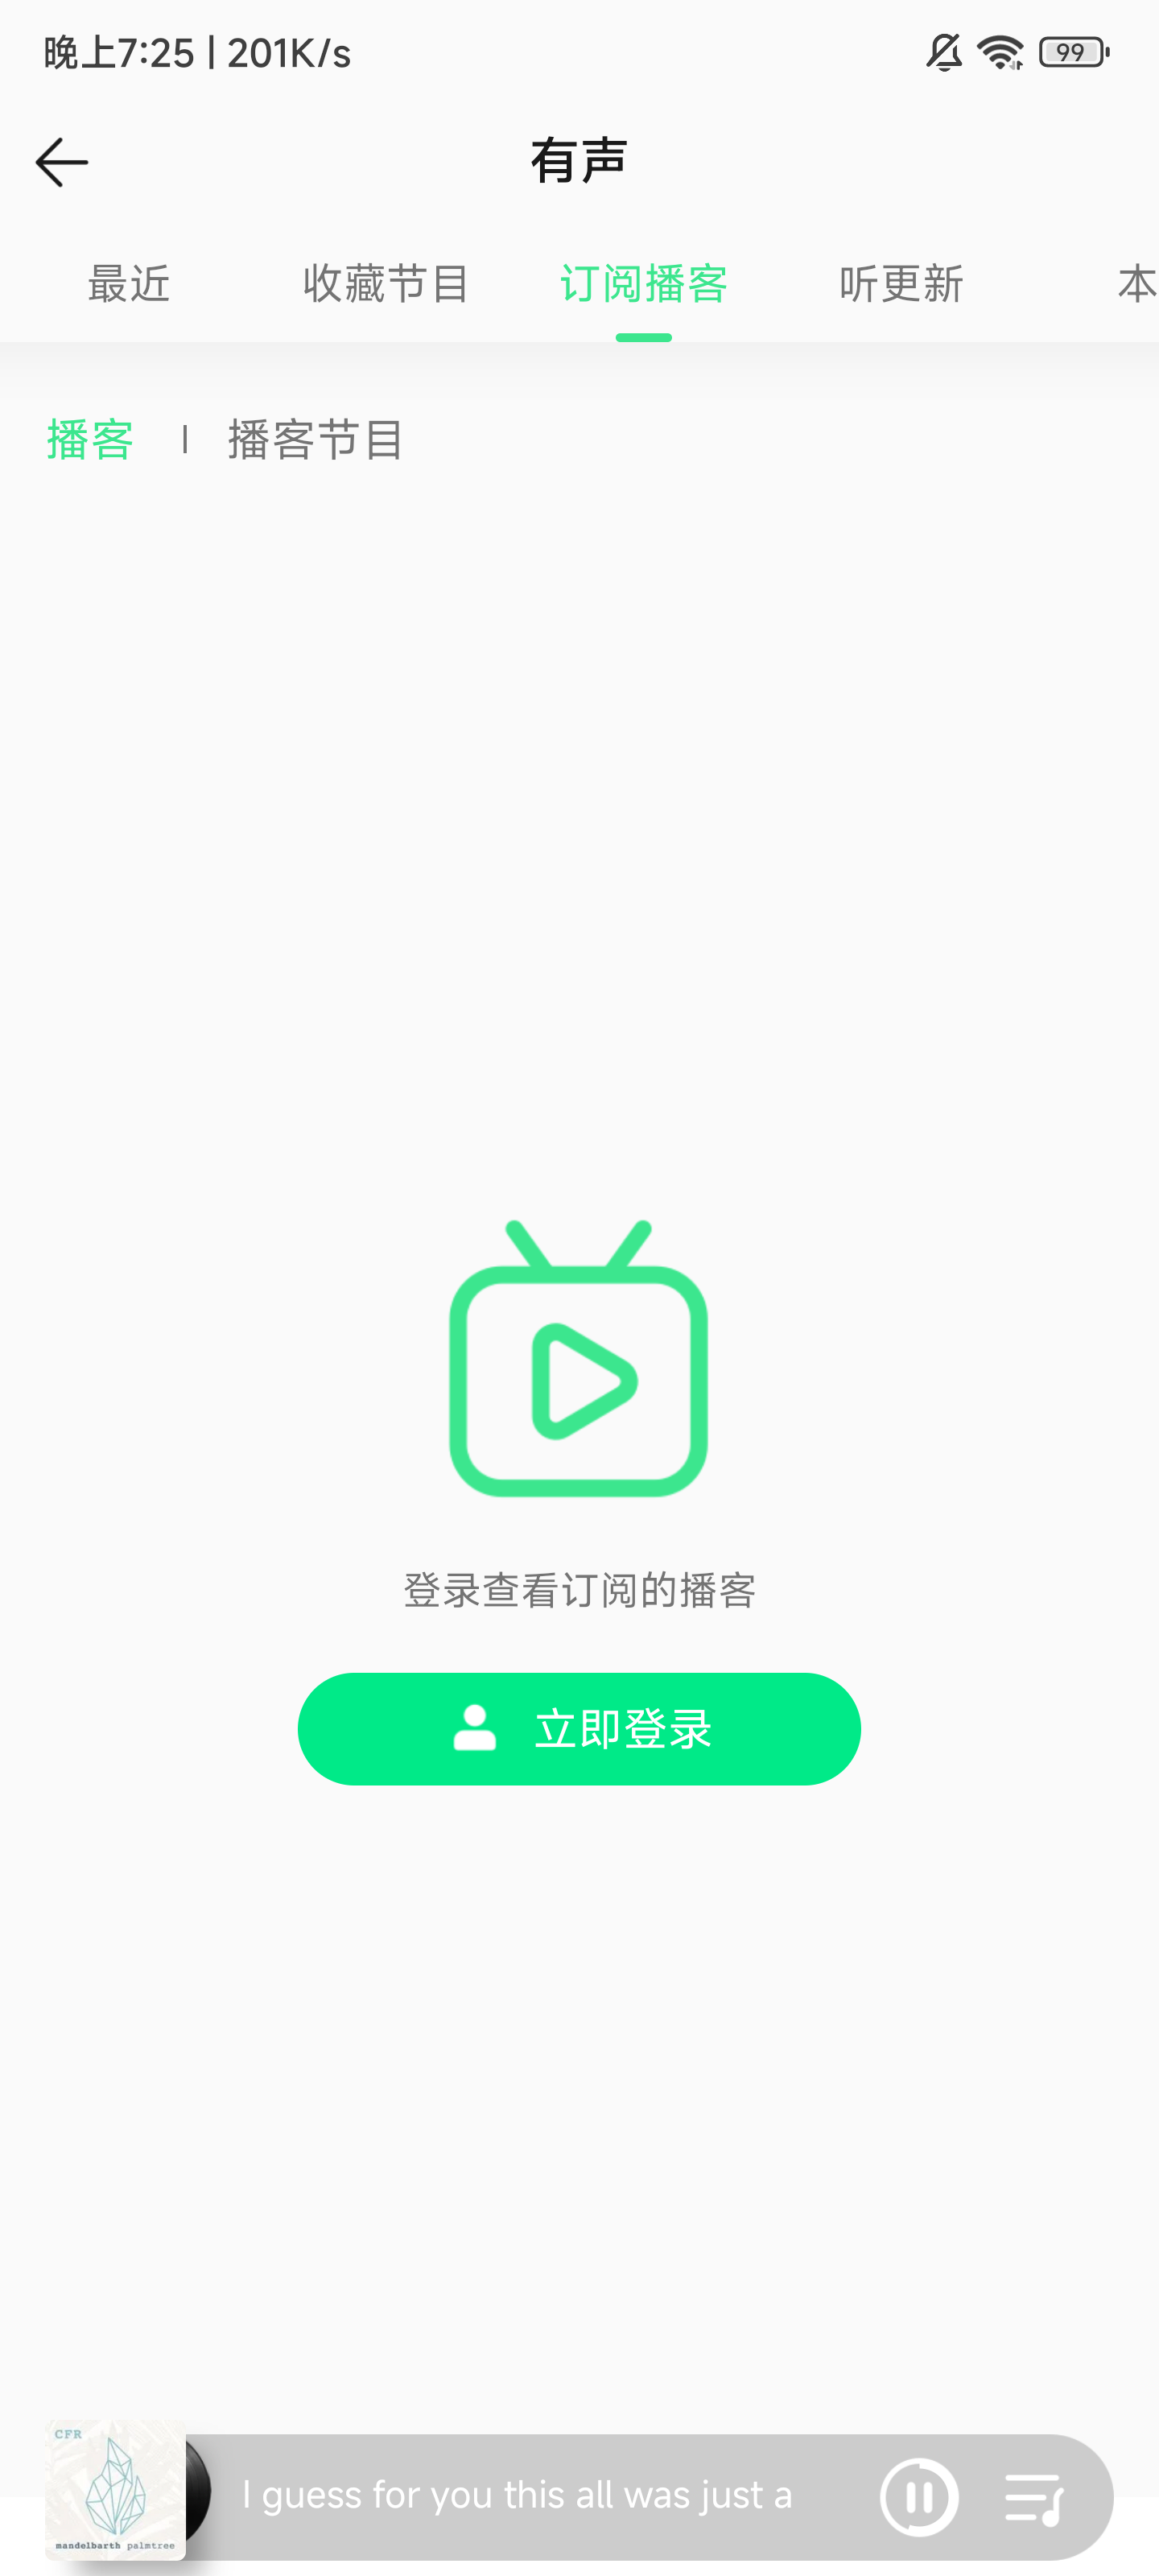 晚上7:25 | 201K/s
99
有声
最近
收藏节目
订阅播客
听更新
本
播客 | 播客节目
登录查看订阅的播客
立即登录
CFR
mandelbarth palmtree
I guess for you this all was just a